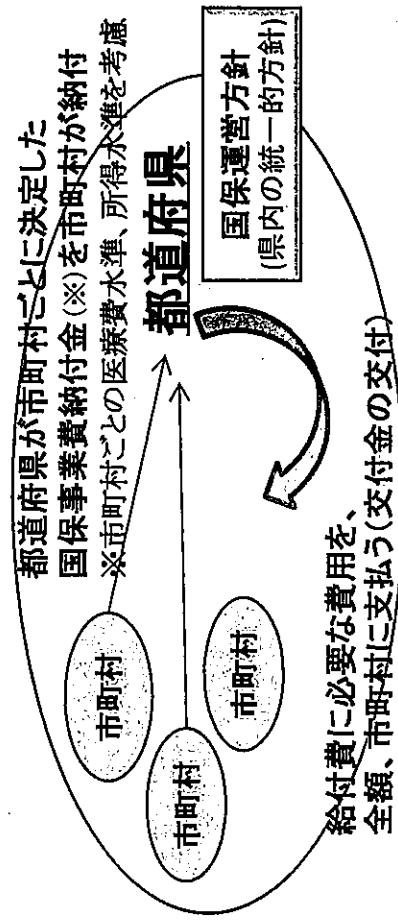 都道府県が市町村ごとに決定した
国保事業費納付金(※)を市町村が納付
※市町村ごとの医療費水準、所得水準を考慮
都道府県
国保運営方針
(県内の統一的方針)
市町村
市町村
市町村
給付費に必要な費用を、
全額、市町村に支払う(交付金の交付)